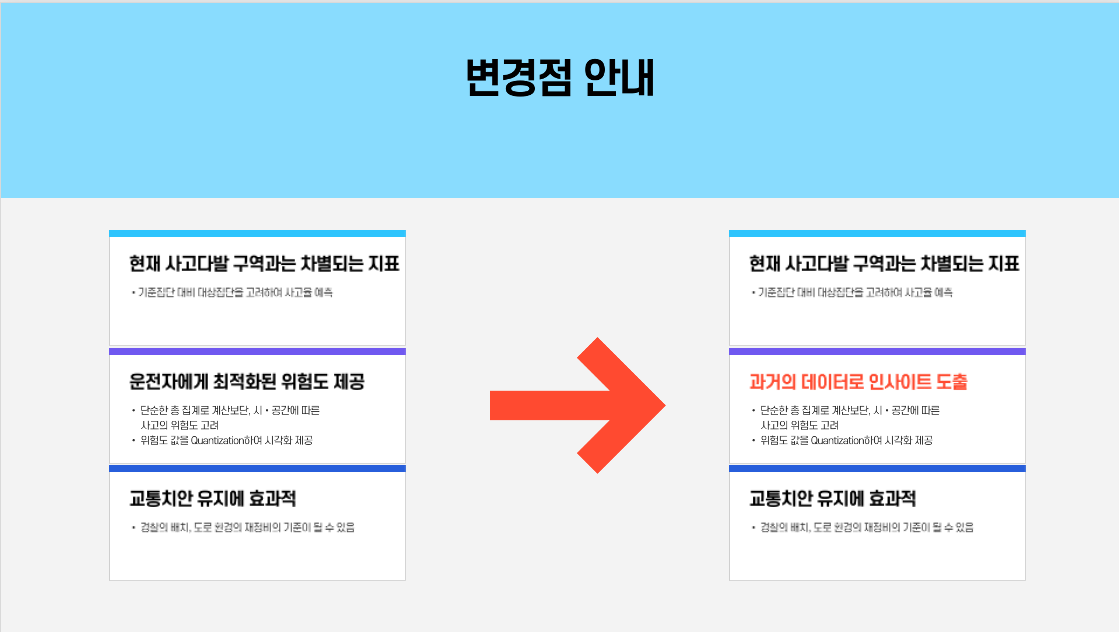 변경점 안내
현재 사고다발 구역과는 차별되는 지표
• 기준집단 대비 대상집단을 고려하여 사고율 예측
운전자에게 최적화된 위험도 제공
• 단순한 총 집계로 계산보단, 시・공간에 따른
사고의 위험도 고려
• 위험도 값을 Quantization하여 시각화 제공
교통치안 유지에 효과적
• 경찰의 배치, 도로 환경의 재정비의 기준이 될 수 있음
현재 사고다발 구역과는 차별되는 지표
• 기준집단 대비 대상집단을 고려하여 사고율 예측
과거의 데이터로 인사이트 도출
• 단순한 총 집계로 계산보단, 시・공간에 따른
사고의 위험도 고려
• 위험도 값을 Quantization하여 시각화 제공
교통치안 유지에 효과적
• 경찰의 배치, 도로 환경의 재정비의 기준이 될 수 있음